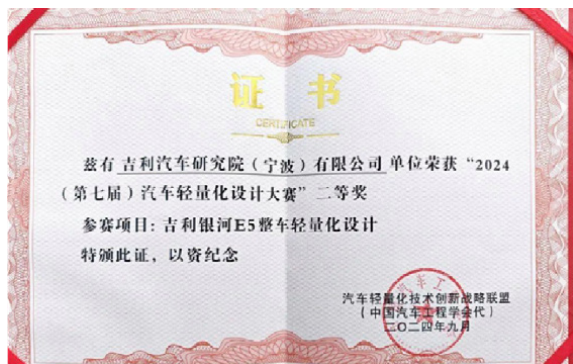 证书
CERTIFICATE
兹有吉利汽车研究院（宁波）有限公司单位荣获“2024
（第七届）汽车轻量化设计大赛”二等奖
参赛项目：吉利银河E5整车轻量化设计
特颁此证，以资纪念
汽车轻量化技术创新战略联盟
（中国汽车工程学会代）
二〇二四年九月